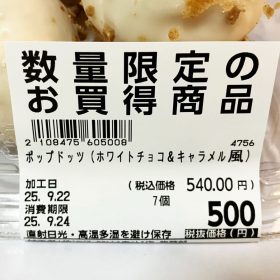 数量限定の
お買得商品
2 108475 605008
4756
ポップドッツ(ホワイトチョコ&キャラメル風)
加工日
(税込価格 540.00円)
25. 9.22
7個
消費期限
25. 9.24
500
直射日光・高温多湿を避け保存
税抜価格(円)